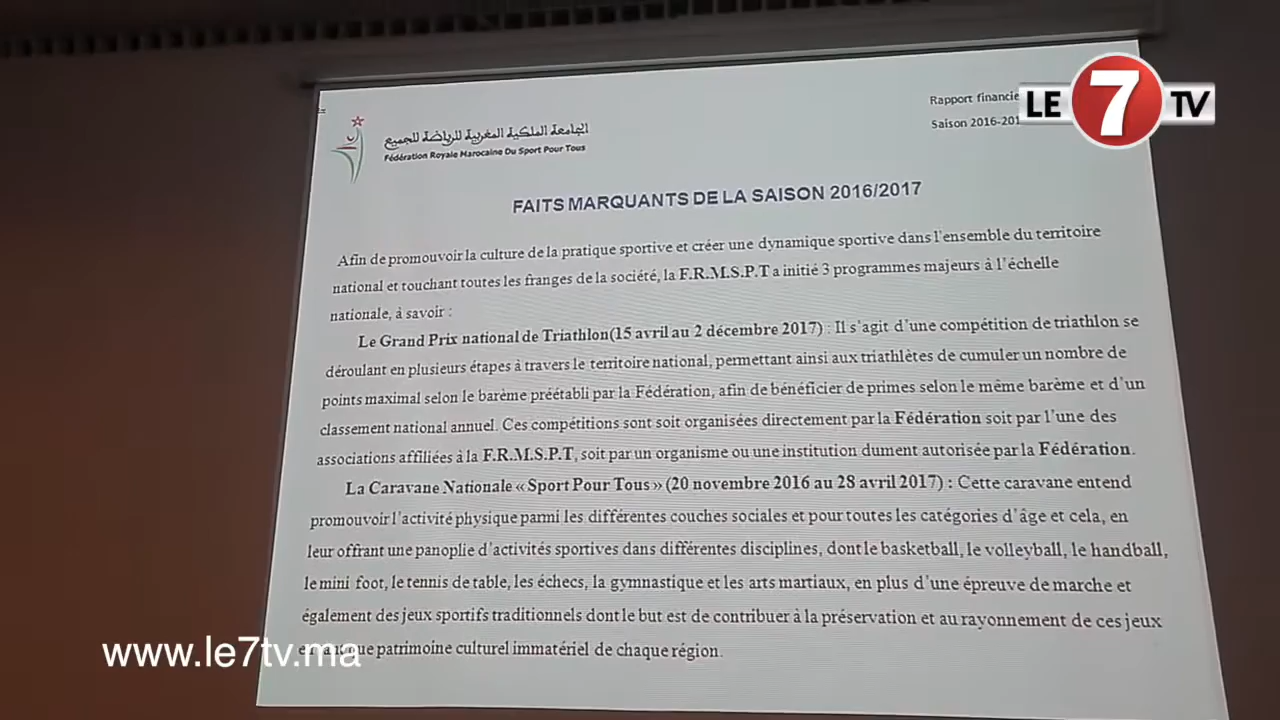 LE 7 TV
Rapport financie
Saison 2016-201
الجامعة الملكية المغربية للرياضة للجميع
Fédération Royale Marocaine Du Sport Pour Tous
FAITS MARQUANTS DE LA SAISON 2016/2017
Afin de promouvoir la culture de la pratique sportive et créer une dynamique sportive dans l'ensemble du territoire
national et touchant toutes les franges de la société, la F.R.M.S.P.T a initié 3 programmes majeurs à l'échelle
nationale, à savoir :
Le Grand Prix national de Triathlon(15 avril au 2 décembre 2017) : Il s'agit d'une compétition de triathlon se
déroulant en plusieurs étapes à travers le territoire national, permettant ainsi aux triathlètes de cumuler un nombre de
points maximal selon le barème préétabli par la Fédération, afin de bénéficier de primes selon le même barème et d'un
classement national annuel. Ces compétitions sont soit organisées directement par la Fédération soit par l'une des
associations affiliées à la F.R.M.S.P.T, soit par un organisme ou une institution dument autorisée par la Fédération.
La Caravane Nationale « Sport Pour Tous » (20 novembre 2016 au 28 avril 2017) : Cette caravane entend
promouvoir l'activité physique parmi les différentes couches sociales et pour toutes les catégories d'âge et cela, en
leur offrant une panoplie d'activités sportives dans différentes disciplines, dont le basketball, le volleyball, le handball,
le mini foot, le tennis de table, les échecs, la gymnastique et les arts martiaux, en plus d'une épreuve de marche et
également des jeux sportifs traditionnels dont le but est de contribuer à la préservation et au rayonnement de ces jeux
patrimoine culturel immatériel de chaque région.
www.le7tv.ma